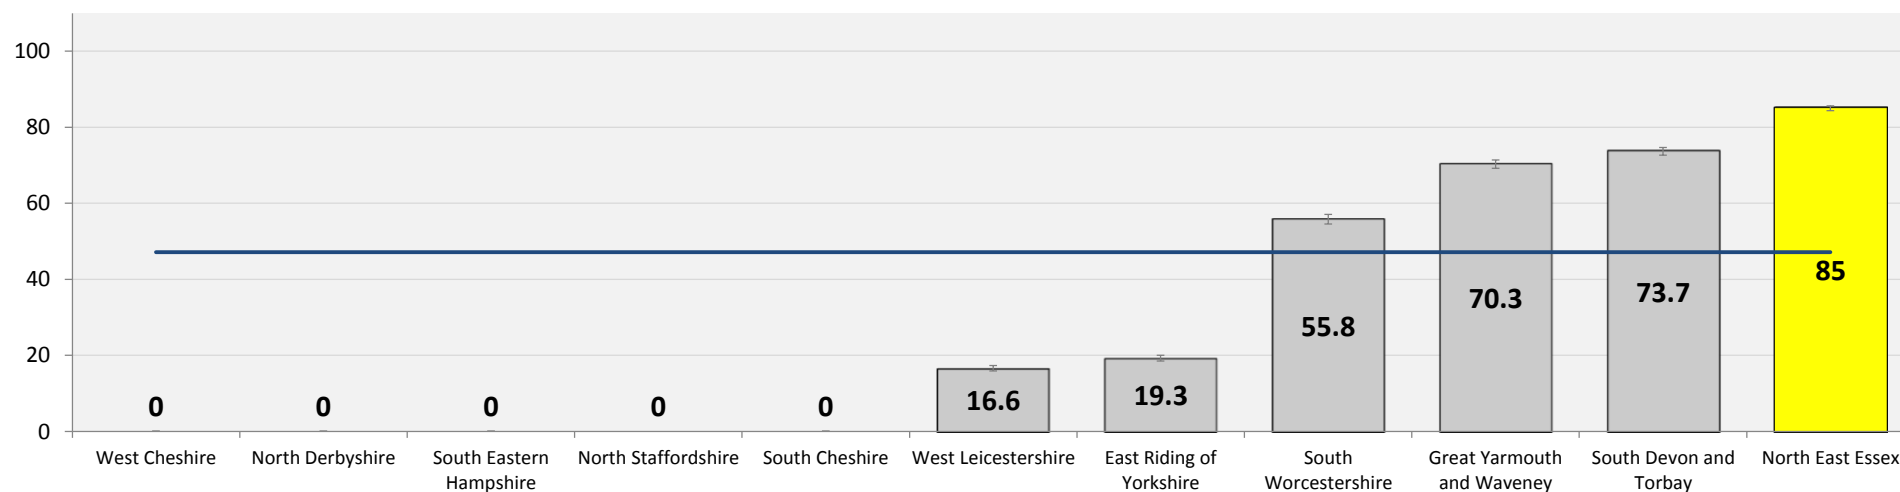 100
80
60
40
20
0
0
0
0
0
0
16.6
19.3
55.8
70.3
73.7
85
West Cheshire
North Derbyshire
South Eastern
Hampshire
North Staffordshire
South Cheshire
West Leicestershire
East Riding of
Yorkshire
South
Worcestershire
Great Yarmouth
and Waveney
South Devon and
Torbay
North East Essex